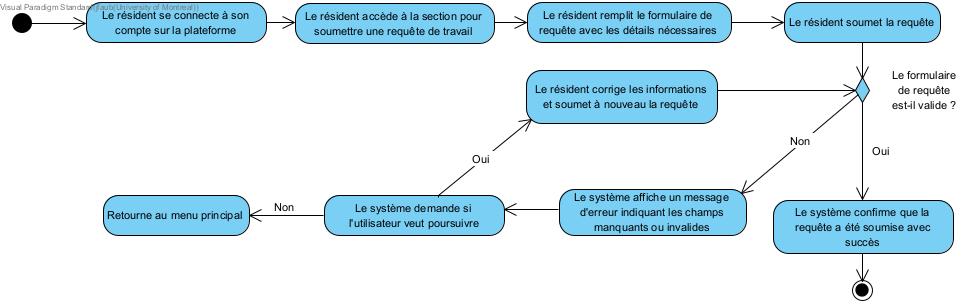 Visual Paradigm Standard(jlaub(University of Montreal))
Le résident se connecte à son
compte sur la plateforme
Le résident accède à la section pour
soumettre une requête de travail
Le résident remplit le formulaire de
requête avec les détails nécessaires
Le résident soumet la requête
Le résident corrige les informations
et soumet à nouveau la requête
Le formulaire
de requête
est-il valide ?
Non
Oui
Oui
Retourne au menu principal
Non
Le système demande si
l'utilisateur veut poursuivre
Le système affiche un message
d'erreur indiquant les champs
manquants ou invalides
Le système confirme que la
requête a été soumise avec
succès